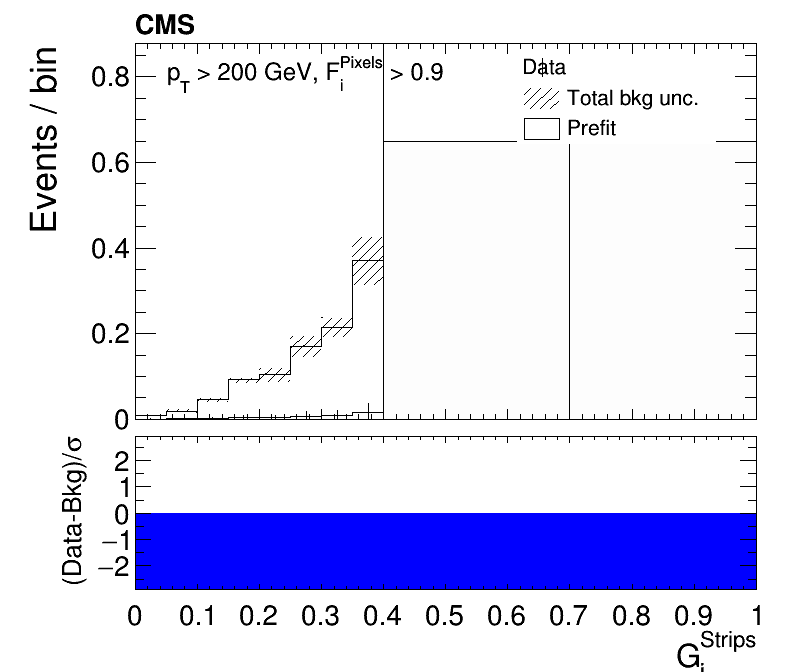 CMS
Events / bin
p_T > 200 GeV, F_i^Pixels > 0.9
Data
Total bkg unc.
Prefit
0.8
0.6
0.4
0.2
0
(Data-Bkg)/σ
2
1
0
−1
−2
0 0.1 0.2 0.3 0.4 0.5 0.6 0.7 0.8 0.9 1
G_i^Strips